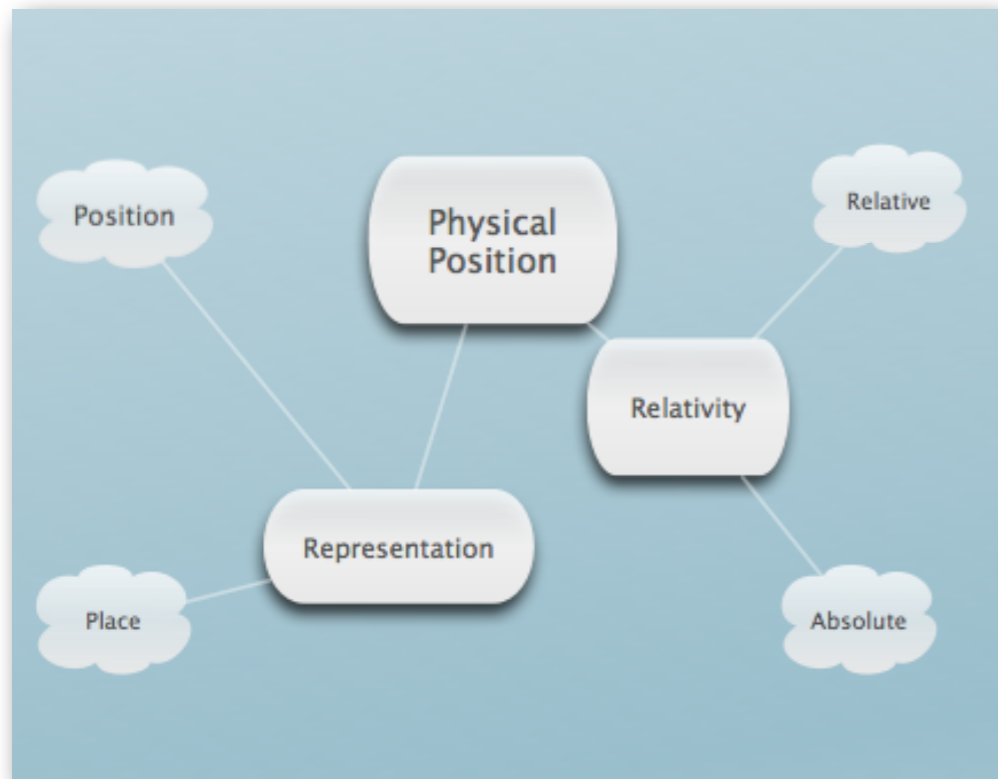 Position
Physical
Position
Relative
Relativity
Representation
Place
Absolute